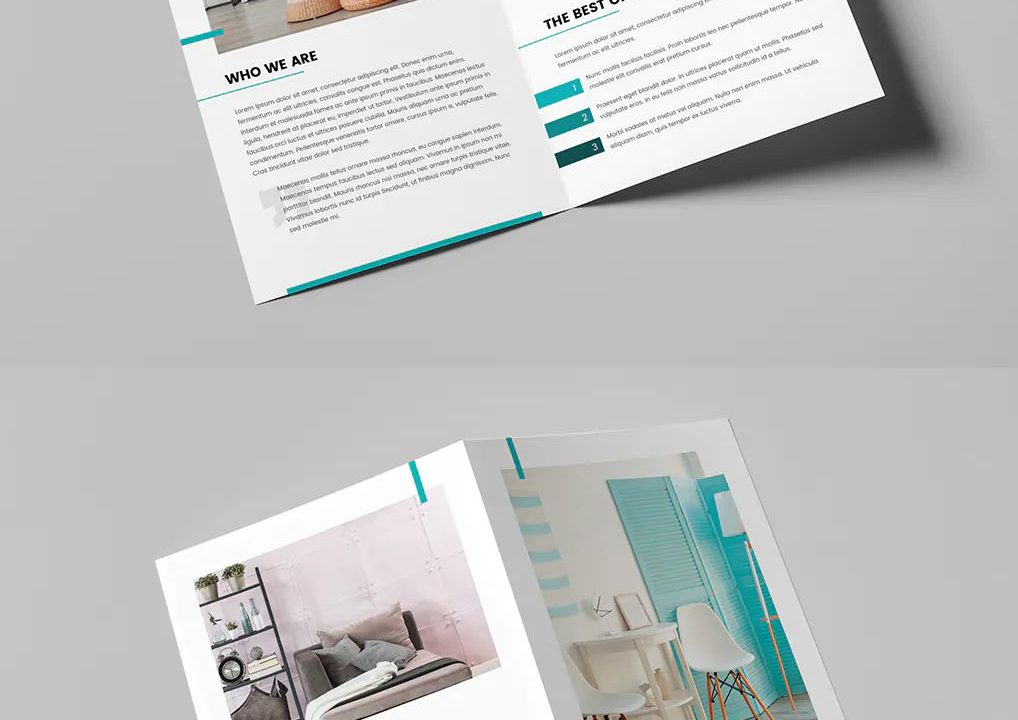 WHO WE ARE
Lorem ipsum dolor sit amet, consectetur adipiscing elit. Donec enim urna,
fermentum ac elit ultricies, convallis congue est. Phasellus quis dictum enim.
Interdum et malesuada fames ac ante ipsum primis in faucibus. Maecenas lectus
ligula, hendrerit at placerat eu, imperdiet ut tortor. Vestibulum ante ipsum primis in
faucibus orci luctus et ultrices posuere cubilia. Mauris aliquam urna ac pretium
condimentum. Pellentesque venenatis tortor ornare, cursus ipsum a, vulputate felis.
Cras tincidunt vitae dolor sed tristique.
Maecenas mollis tellus ornare massa rhoncus, eu congue sapien interdum.
Maecenas tempus faucibus lectus sed aliquam. Vivamus in ipsum non mi
porttitor blandit. Mauris rhoncus nisi massa, nec ornare turpis tristique vitae.
Vivamus lobortis nunc id turpis tincidunt, ut finibus magna dignissim. Nunc
sed molestie mi.
THE BEST
Lorem ipsum dolor sit amet, consectetur adipiscing
fermentum ac elit ultricies.
1
Nunc mollis facilisis facilisis. Proin lobortis leo nec pellentesque tempor.
molestie elit convallis erat pretium cursus.
2
Praesent eget blandit dolor. In ultrices placerat quam ut mollis. Phasellus sed
vulputate eros. In eu felis non massa varius sollicitudin id a tellus.
3
Morbi sodales at metus vel aliquam. Nulla non enim massa. Ut vehicula
aliquam diam, quis tempor ex luctus viverra.